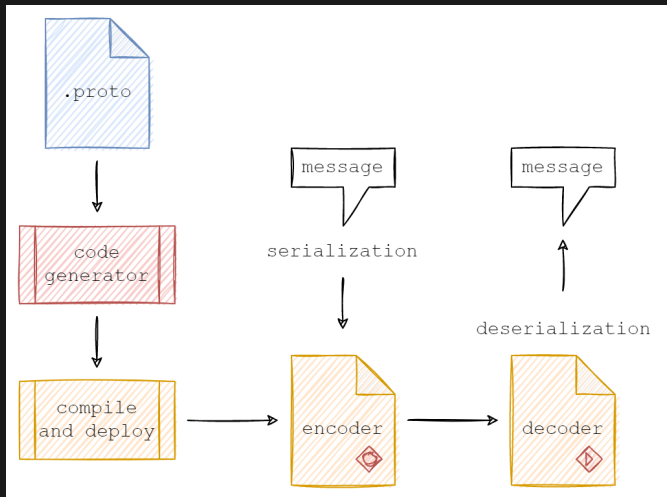 .proto
code
generator
compile
and deploy
message
serialization
encoder
message
deserialization
decoder